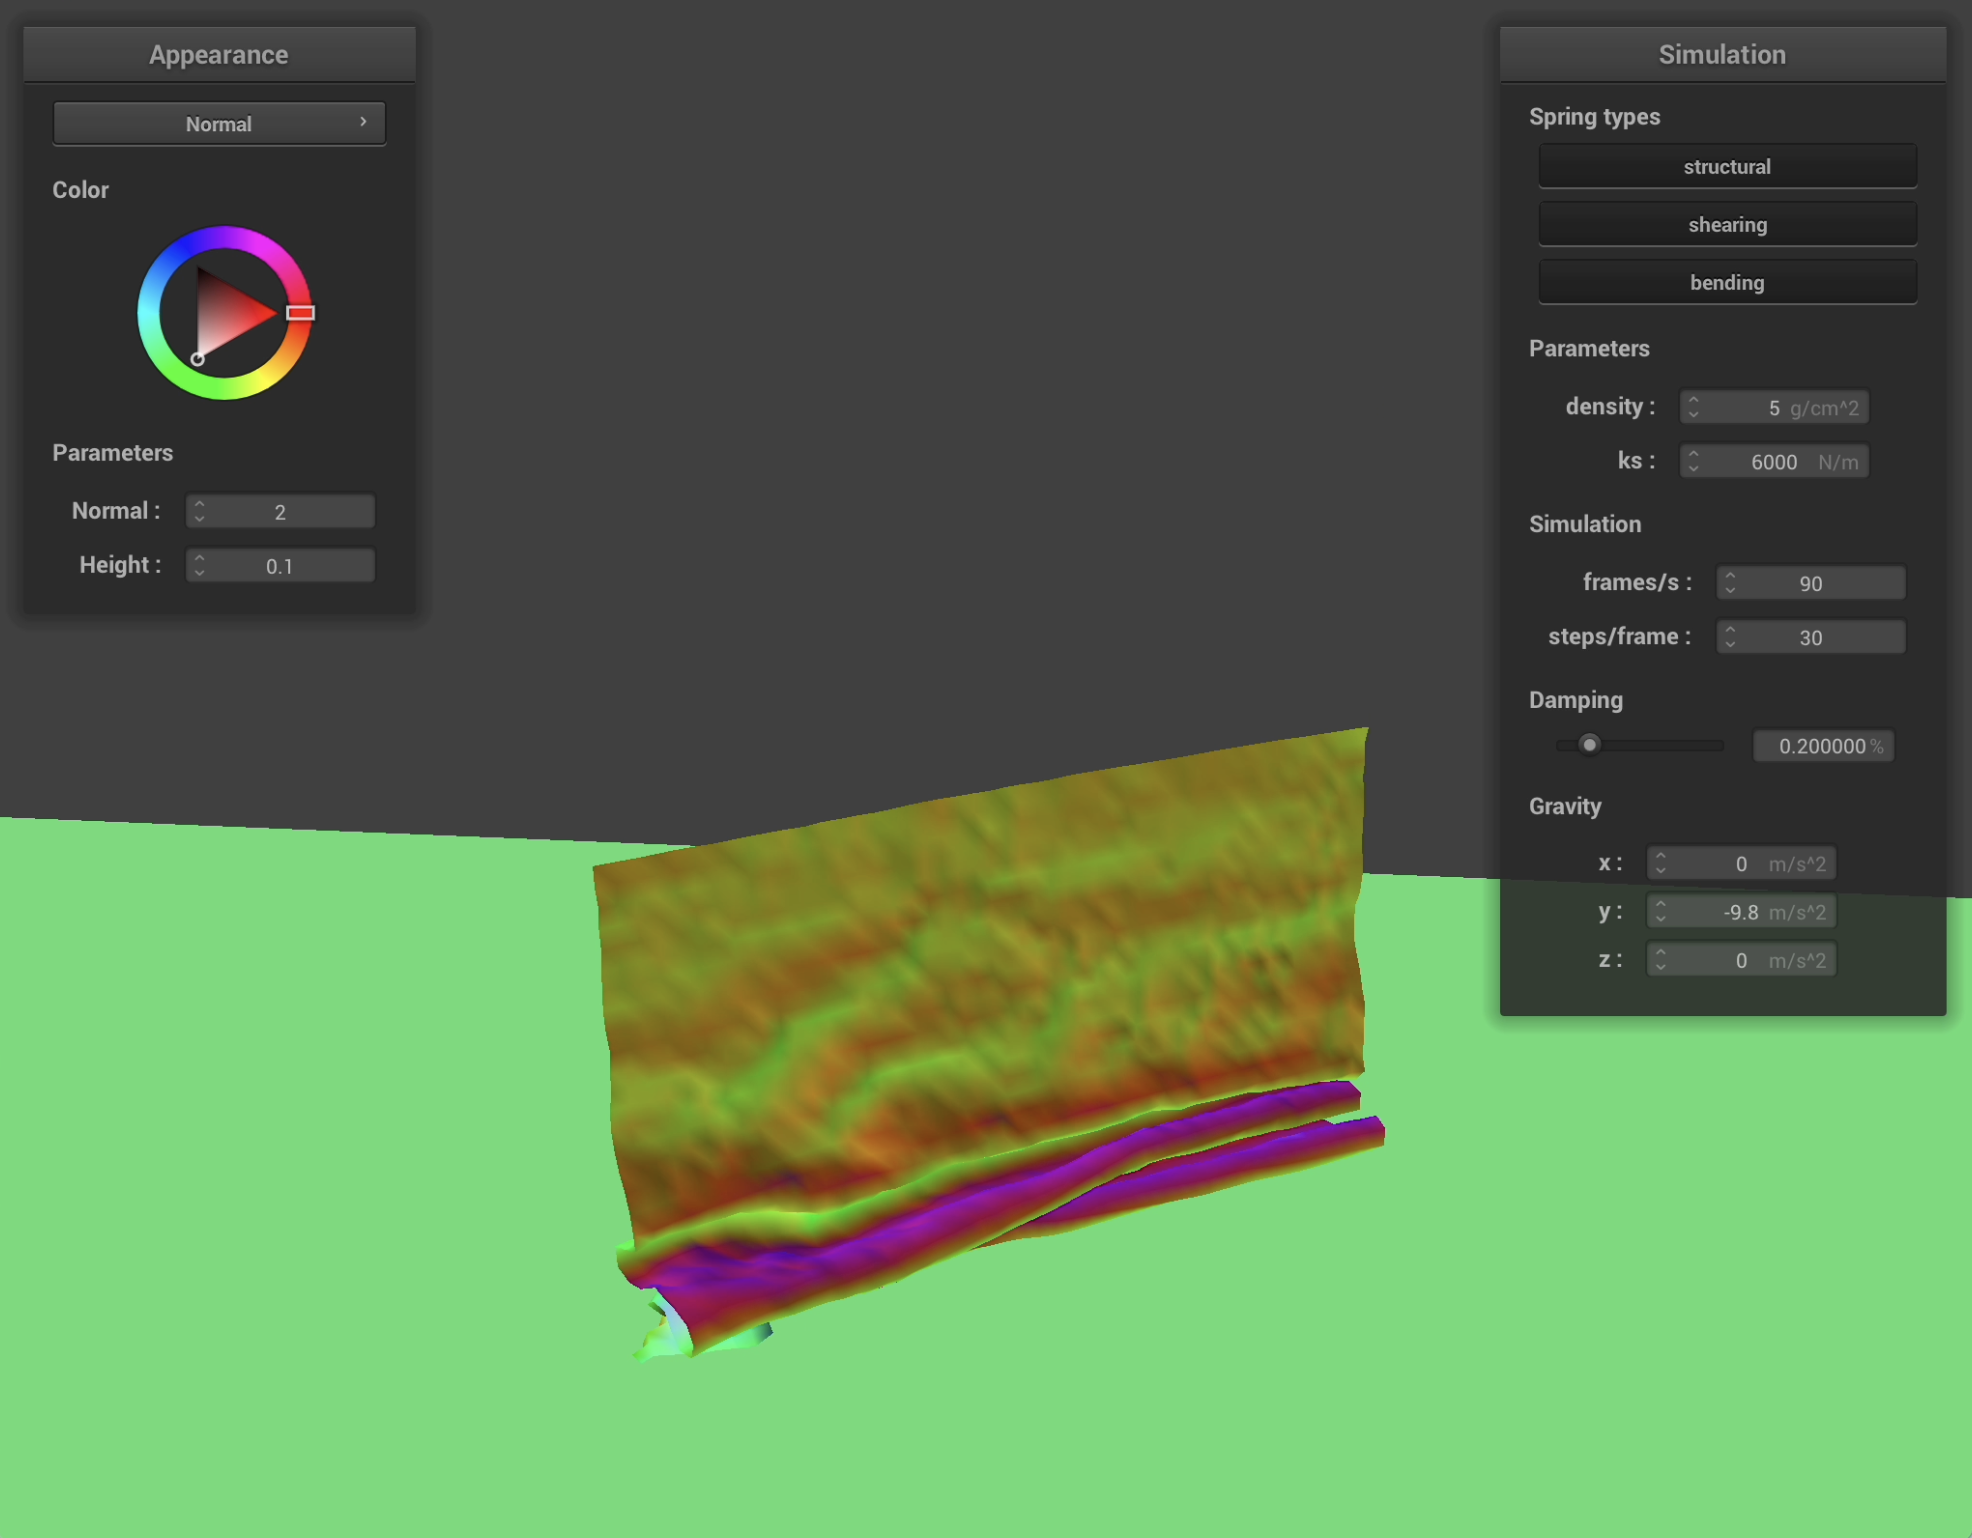 Appearance
Normal
Color
Parameters
Normal : 2
Height : 0.1
Simulation
Spring types
structural
shearing
bending
Parameters
density : 5 g/cm^2
ks : 6000 N/m
Simulation
frames/s : 90
steps/frame : 30
Damping
0.200000 %
Gravity
x : 0 m/s^2
y : -9.8 m/s^2
z : 0 m/s^2